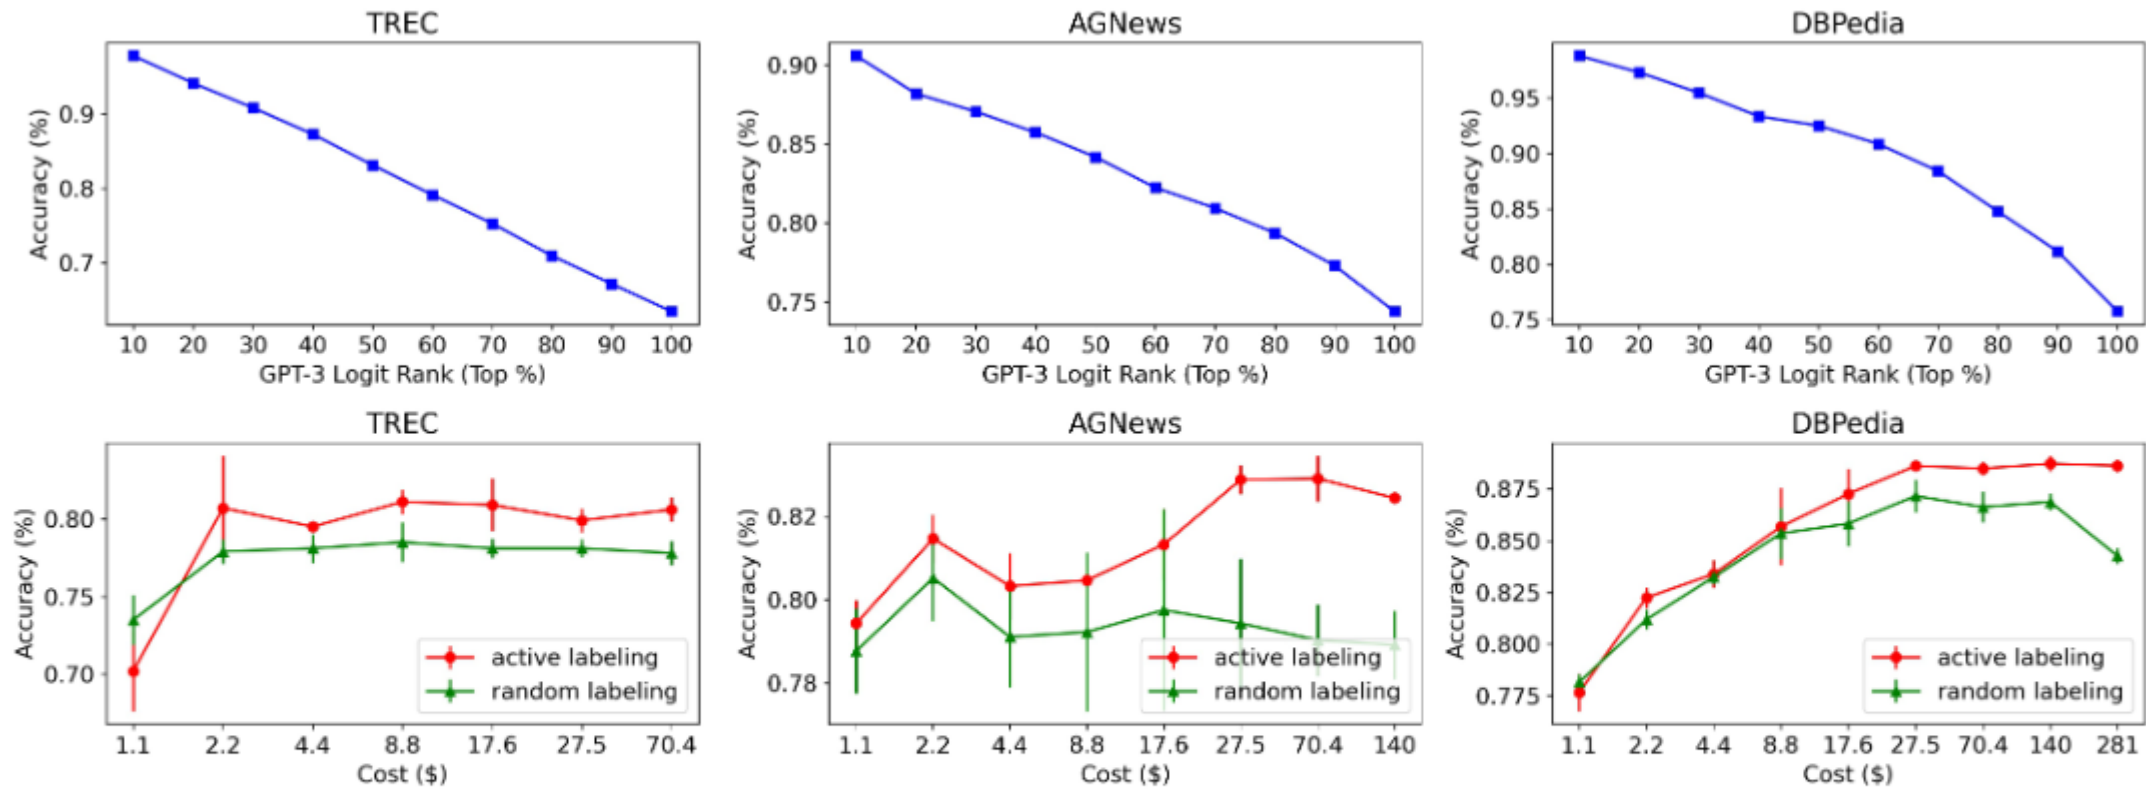 TREC
Accuracy (%)
0.9
0.8
0.7
10 20 30 40 50 60 70 80 90 100
GPT-3 Logit Rank (Top %)
AGNews
Accuracy (%)
0.90
0.85
0.80
0.75
10 20 30 40 50 60 70 80 90 100
GPT-3 Logit Rank (Top %)
DBPedia
Accuracy (%)
0.95
0.90
0.85
0.80
0.75
10 20 30 40 50 60 70 80 90 100
GPT-3 Logit Rank (Top %)
TREC
Accuracy (%)
0.80
0.75
0.70
active labeling
random labeling
1.1 2.2 4.4 8.8 17.6 27.5 70.4
Cost ($)
AGNews
Accuracy (%)
0.82
0.80
0.78
active labeling
random labeling
1.1 2.2 4.4 8.8 17.6 27.5 70.4 140
Cost ($)
DBPedia
Accuracy (%)
0.875
0.850
0.825
0.800
0.775
active labeling
random labeling
1.1 2.2 4.4 8.8 17.6 27.5 70.4 140 281
Cost ($)